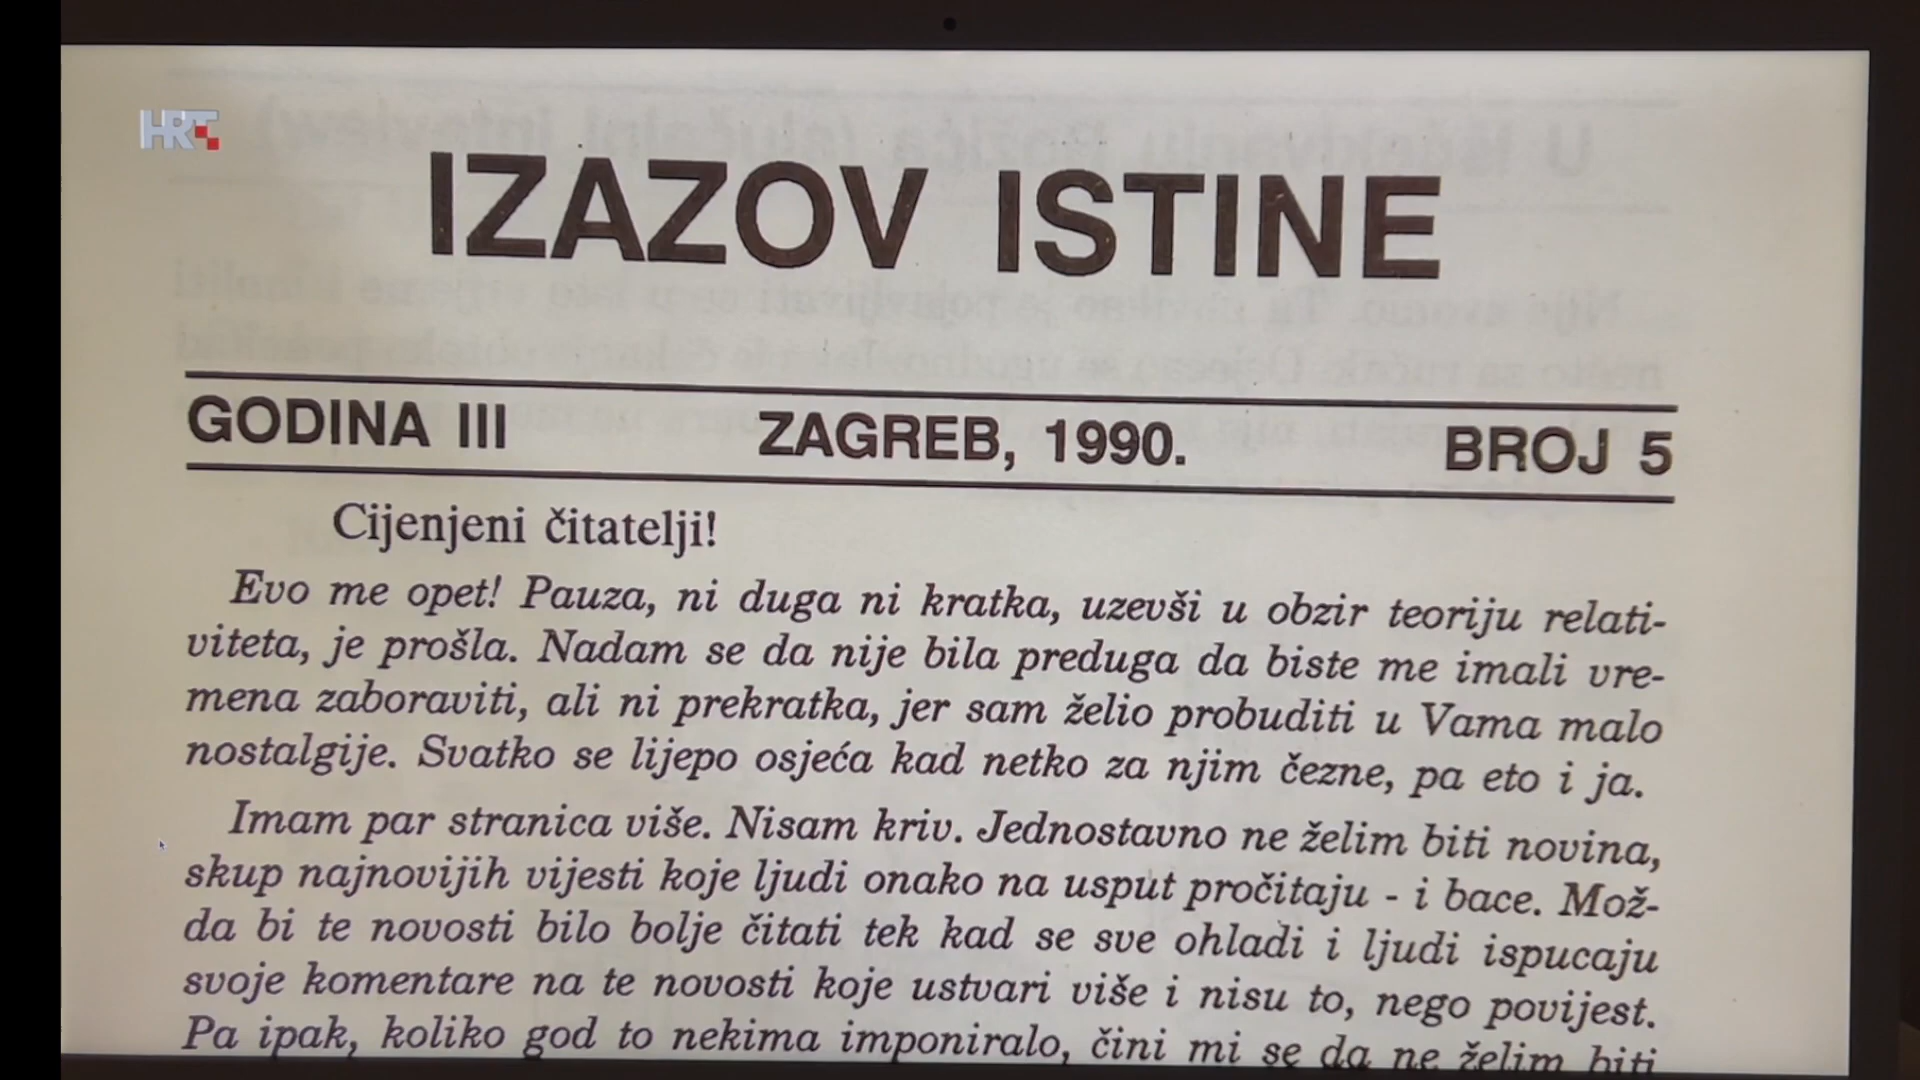 HRT
IZAZOV ISTINE
GODINA III ZAGREB, 1990. BROJ 5
Cijenjeni čitatelji!
Evo me opet! Pauza, ni duga ni kratka, uzevši u obzir teoriju relati-
viteta, je prošla. Nadam se da nije bila preduga da biste me imali vre-
mena zaboraviti, ali ni prekratka, jer sam želio probuditi u Vama malo
nostalgije. Svatko se lijepo osjeća kad netko za njim čezne, pa eto i ja.
Imam par stranica više. Nisam kriv. Jednostavno ne želim biti novina,
skup najnovijih vijesti koje ljudi onako na usput pročitaju - i bace. Mož-
da bi te novosti bilo bolje čitati tek kad se sve ohladi i ljudi ispucaju
svoje komentare na te novosti koje ustvari više i nisu to, nego povijest.
Pa ipak, koliko god to nekima imponiralo, čini mi se da ne želim biti